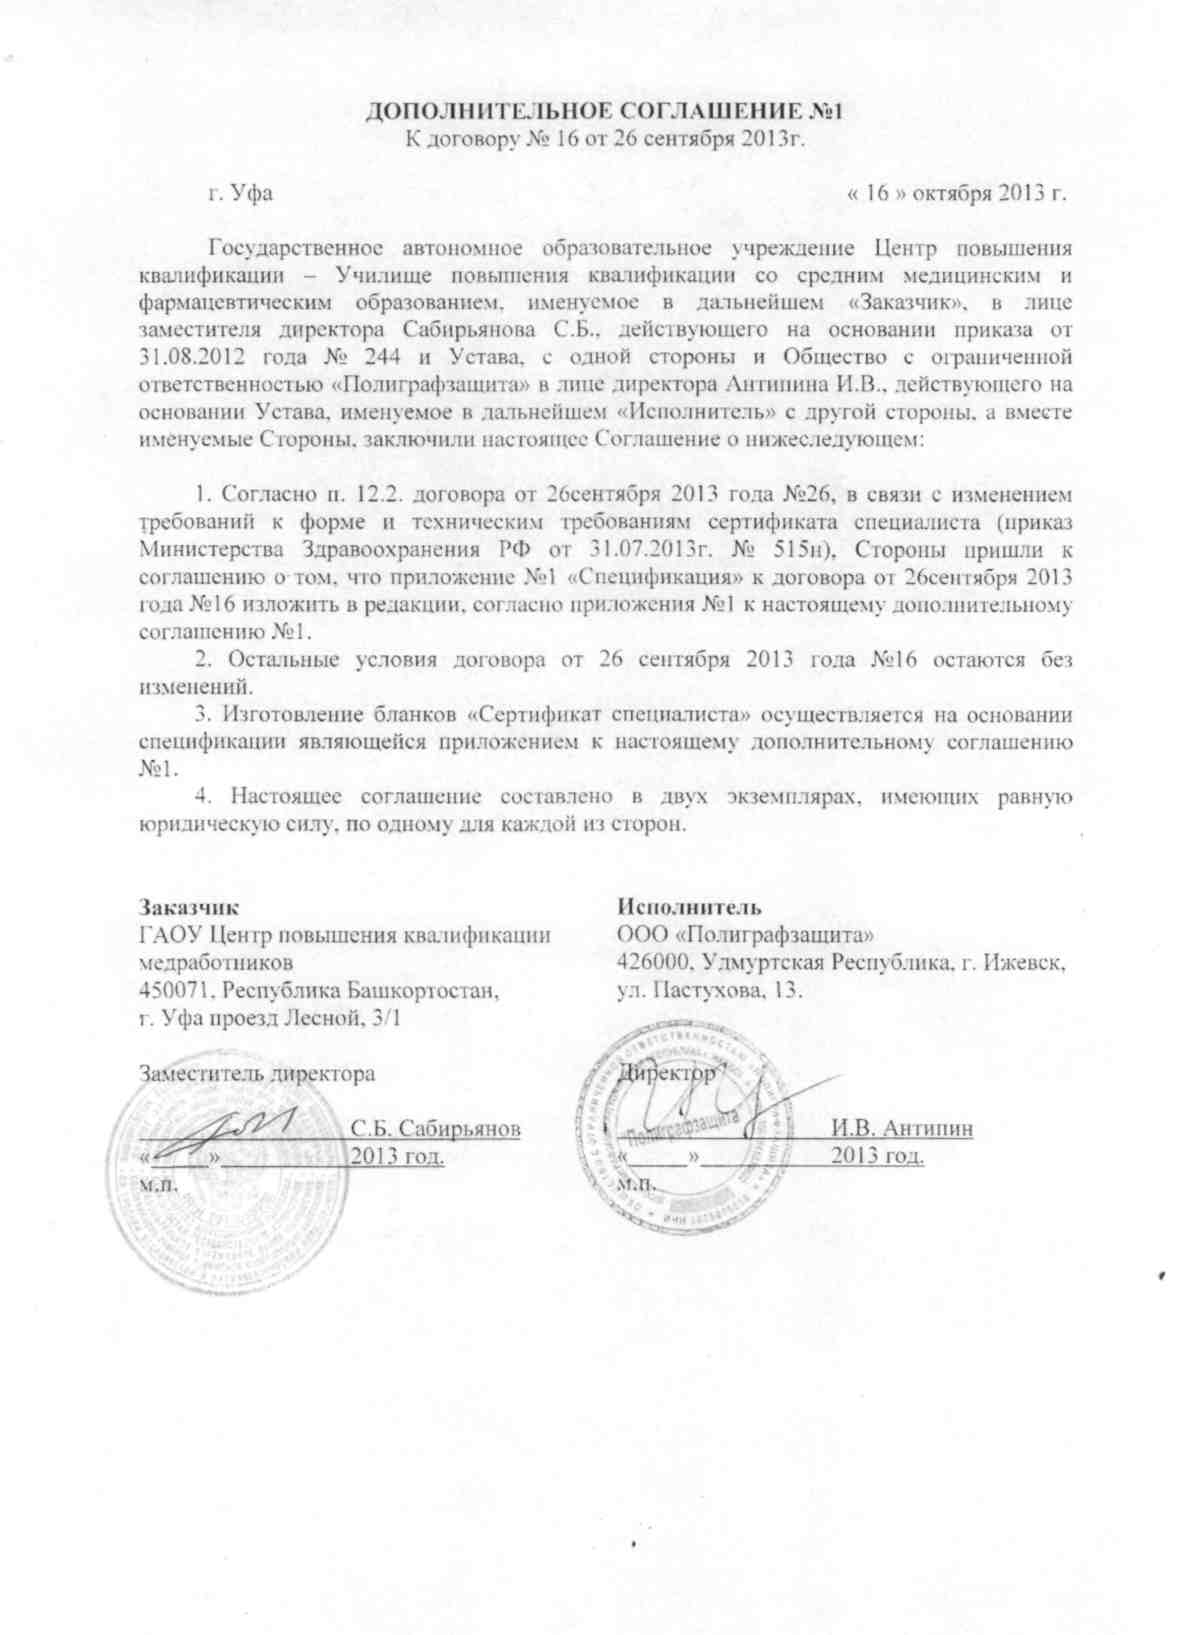 ДОПОЛНИТЕЛЬНОЕ СОГЛАШЕНИЕ №1
К договору № 16 от 26 сентября 2013г.
г. Уфа « 16 » октября 2013 г.
Государственное автономное образовательное учреждение Центр повышения
квалификации – Училище повышения квалификации со средним медицинским и
фармацевтическим образованием, именуемое в дальнейшем «Заказчик», в лице
заместителя директора Сабирьянова С.Б., действующего на основании приказа от
31.08.2012 года № 244 и Устава, с одной стороны и Общество с ограниченной
ответственностью «Полиграфзащита» в лице директора Антипина И.В., действующего на
основании Устава, именуемое в дальнейшем «Исполнитель» с другой стороны, а вместе
именуемые Стороны, заключили настоящее Соглашение о нижеследующем:
1. Согласно п. 12.2. договора от 26сентября 2013 года №26, в связи с изменением
требований к форме и техническим требованиям сертификата специалиста (приказ
Министерства Здравоохранения РФ от 31.07.2013г. № 515н), Стороны пришли к
соглашению о том, что приложение №1 «Спецификация» к договора от 26сентября 2013
года №16 изложить в редакции, согласно приложения №1 к настоящему дополнительному
соглашению №1.
2. Остальные условия договора от 26 сентября 2013 года №16 остаются без
изменений.
3. Изготовление бланков «Сертификат специалиста» осуществляется на основании
спецификации являющейся приложением к настоящему дополнительному соглашению
№1.
4. Настоящее соглашение составлено в двух экземплярах, имеющих равную
юридическую силу, по одному для каждой из сторон.
Заказчик
ГАОУ Центр повышения квалификации
медработников
450071, Республика Башкортостан,
г. Уфа проезд Лесной, 3/1
Заместитель директора
С.Б. Сабирьянов
«_____»___________2013 год.
м.п.
Исполнитель
ООО «Полиграфзащита»
426000, Удмуртская Республика, г. Ижевск,
ул. Пастухова, 13.
Директор
И.В. Антипин
«_____»___________2013 год.
м.п.
"Полиграфзащита